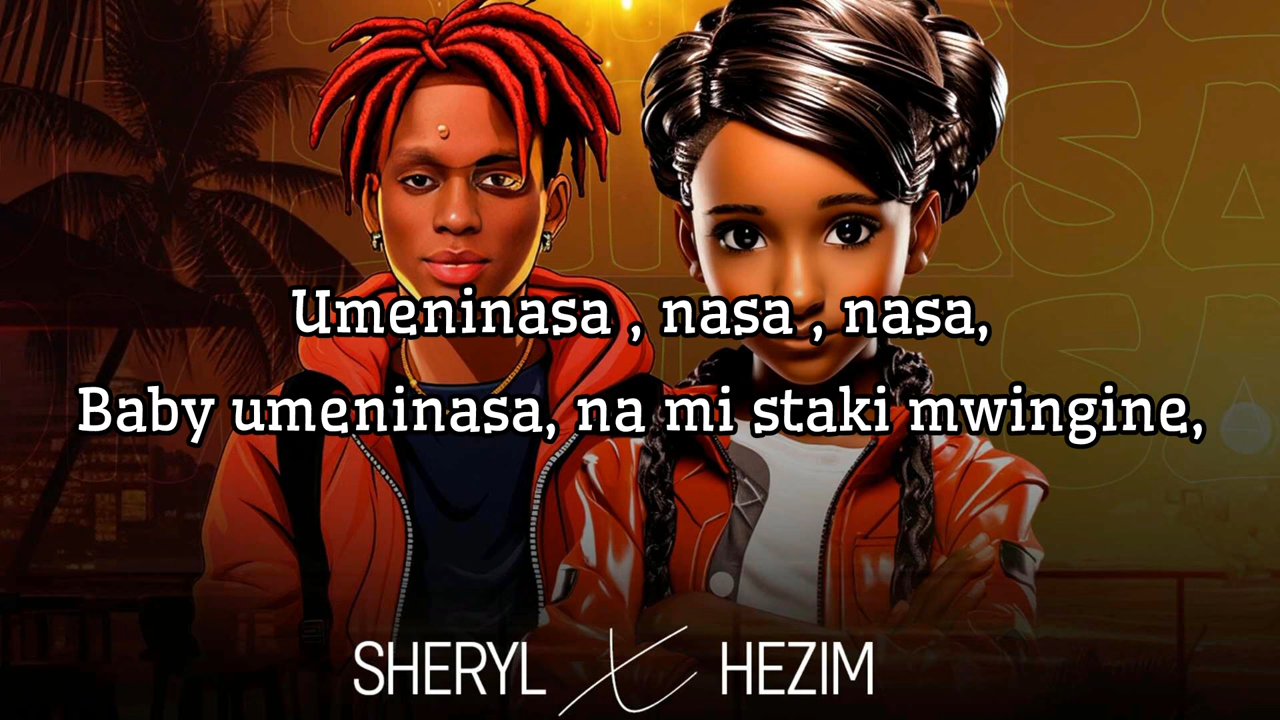 Umeninasa , nasa , nasa,
Baby umeninasa, na mi staki mwingine,
SHERYL X HEZIM